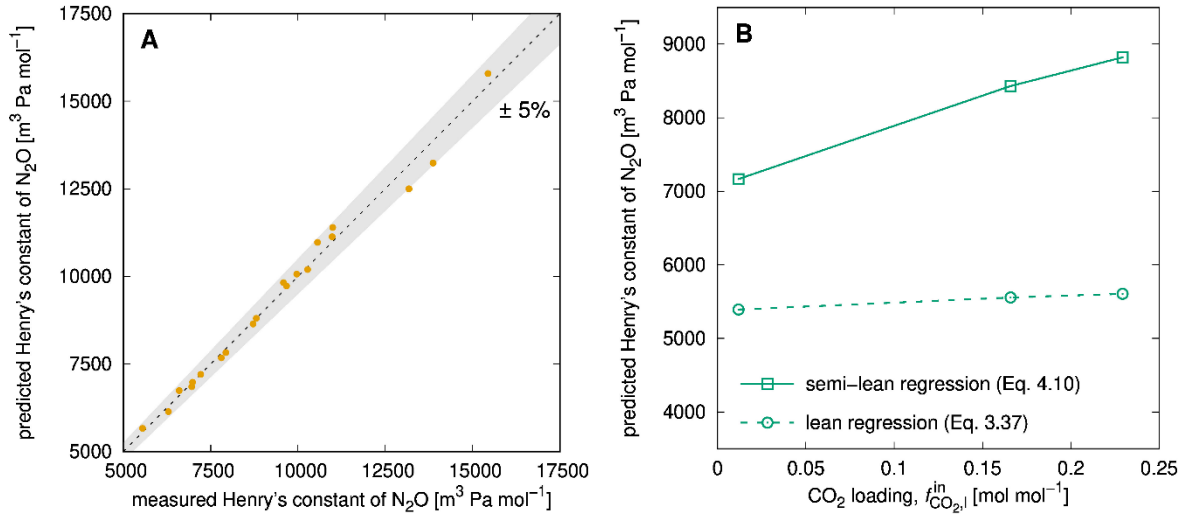 A
predicted Henry's constant of N₂O [m³ Pa mol⁻¹]
17500
15000
12500
10000
7500
5000
± 5%
5000 7500 10000 12500 15000 17500
measured Henry's constant of N₂O [m³ Pa mol⁻¹]
B
predicted Henry's constant of N₂O [m³ Pa mol⁻¹]
9000
8000
7000
6000
5000
4000
semi−lean regression (Eq. 4.10)
lean regression (Eq. 3.37)
0 0.05 0.1 0.15 0.2 0.25
CO₂ loading, f^in_CO₂,l [mol mol⁻¹]